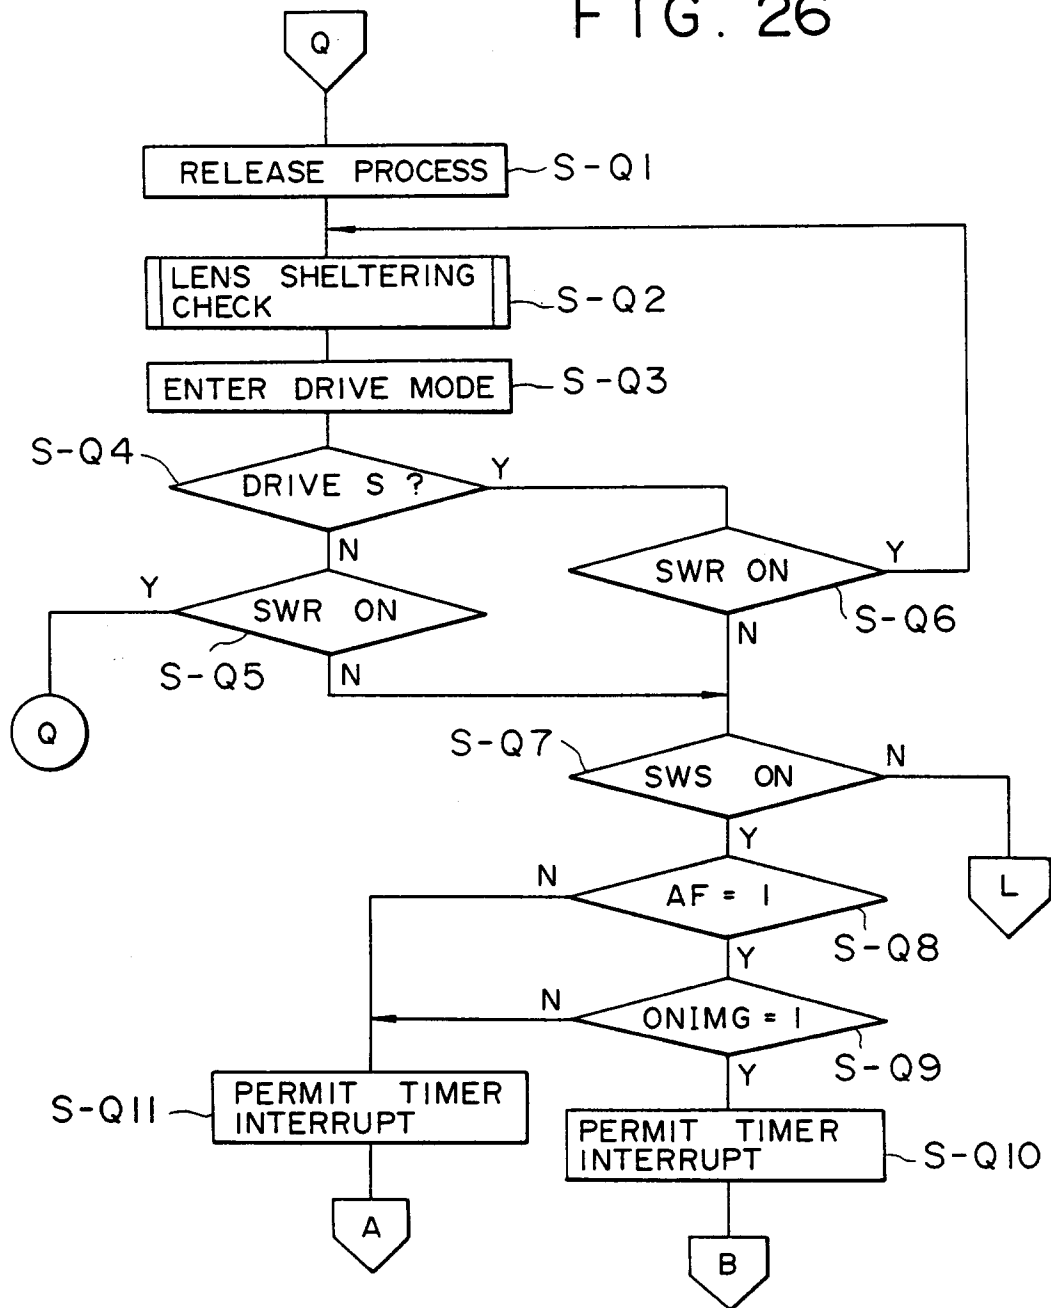 FIG. 26
Q
RELEASE PROCESS
S-Q1
LENS SHELTERING
CHECK
S-Q2
ENTER DRIVE MODE
S-Q3
S-Q4
DRIVE S ?
Y
N
SWR ON
Y
S-Q6
N
Y
SWR ON
S-Q5
N
Q
S-Q7
SWS ON
N
Y
L
N
AF = 1
S-Q8
Y
N
ONIMG = 1
S-Q9
Y
S-Q11
PERMIT TIMER
INTERRUPT
PERMIT TIMER
INTERRUPT
S-Q10
A
B